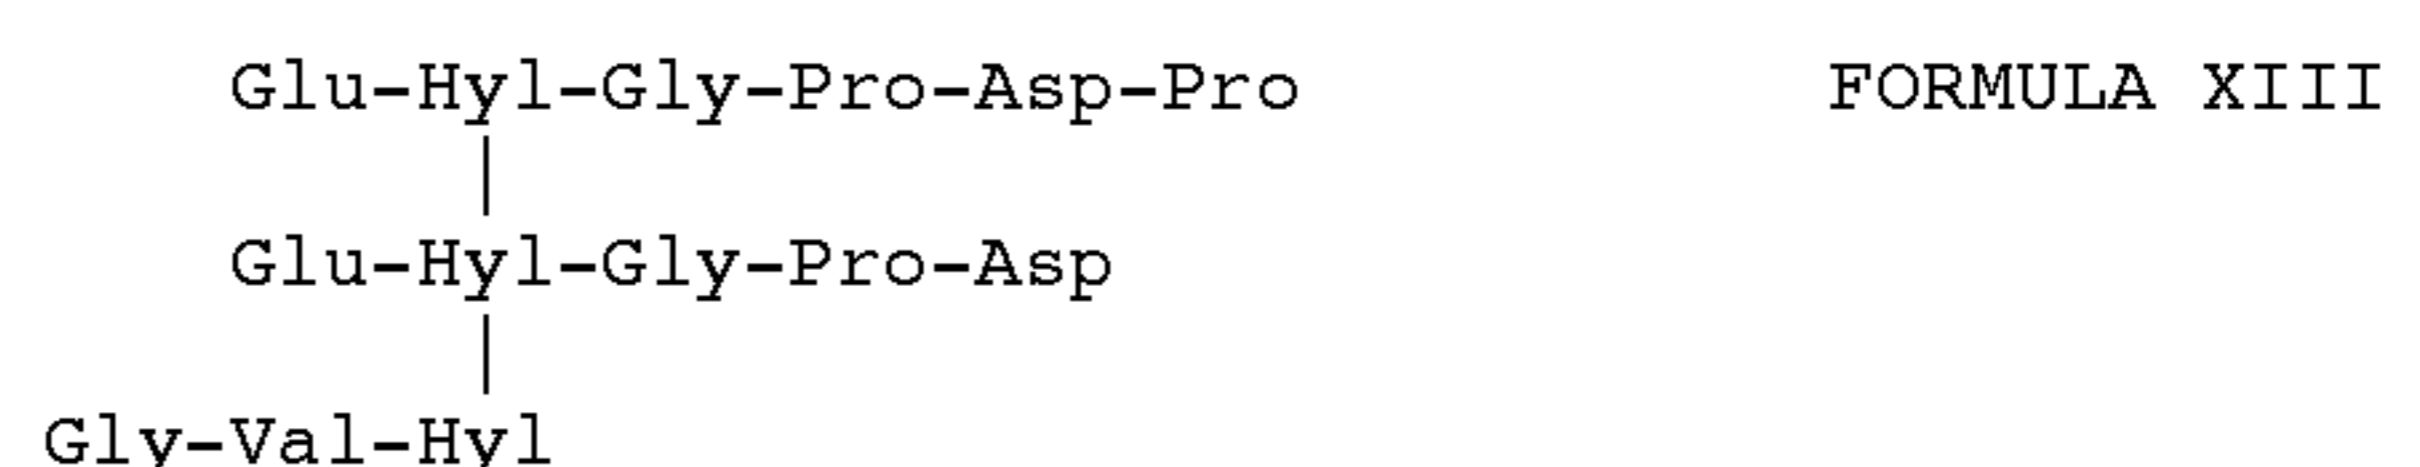 Glu-Hyl-Gly-Pro-Asp-Pro FORMULA XIII
Glu-Hyl-Gly-Pro-Asp
Gly-Val-Hyl